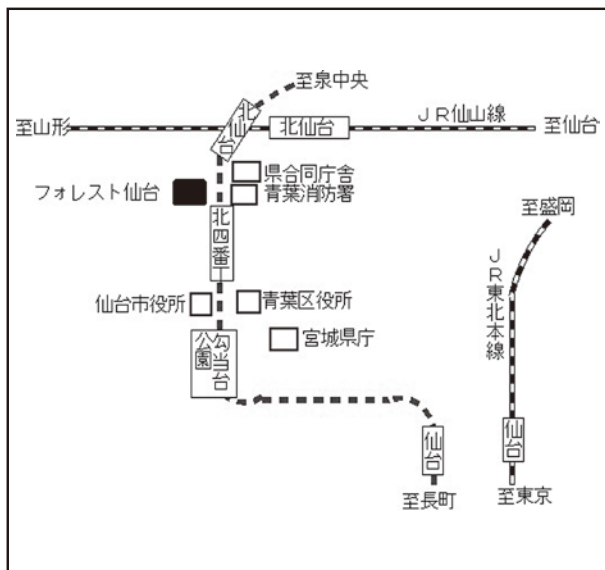 至泉中央
至山形
北仙台
北仙台
JR仙山線
至仙台
県合同庁舎
フォレスト仙台
青葉消防署
北四番丁
至盛岡
JR東北本線
仙台市役所
青葉区役所
勾当台
公園
宮城県庁
仙台
仙台
至長町
至東京